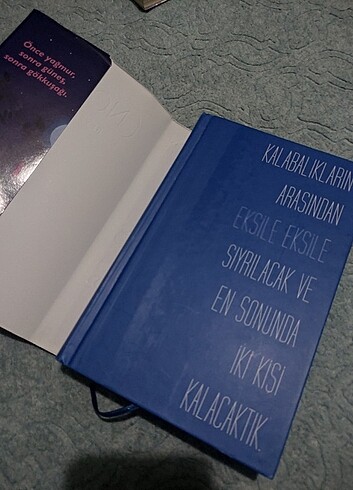 Önce yağmur,
sonra güneş,
sonra gökkuşağı.
KALABALIKLARIN
ARASINDAN
EKSİLE EKSİLE
SIYRILACAK VE
EN SONUNDA
İKİ KİŞİ
KALACAKTIK.